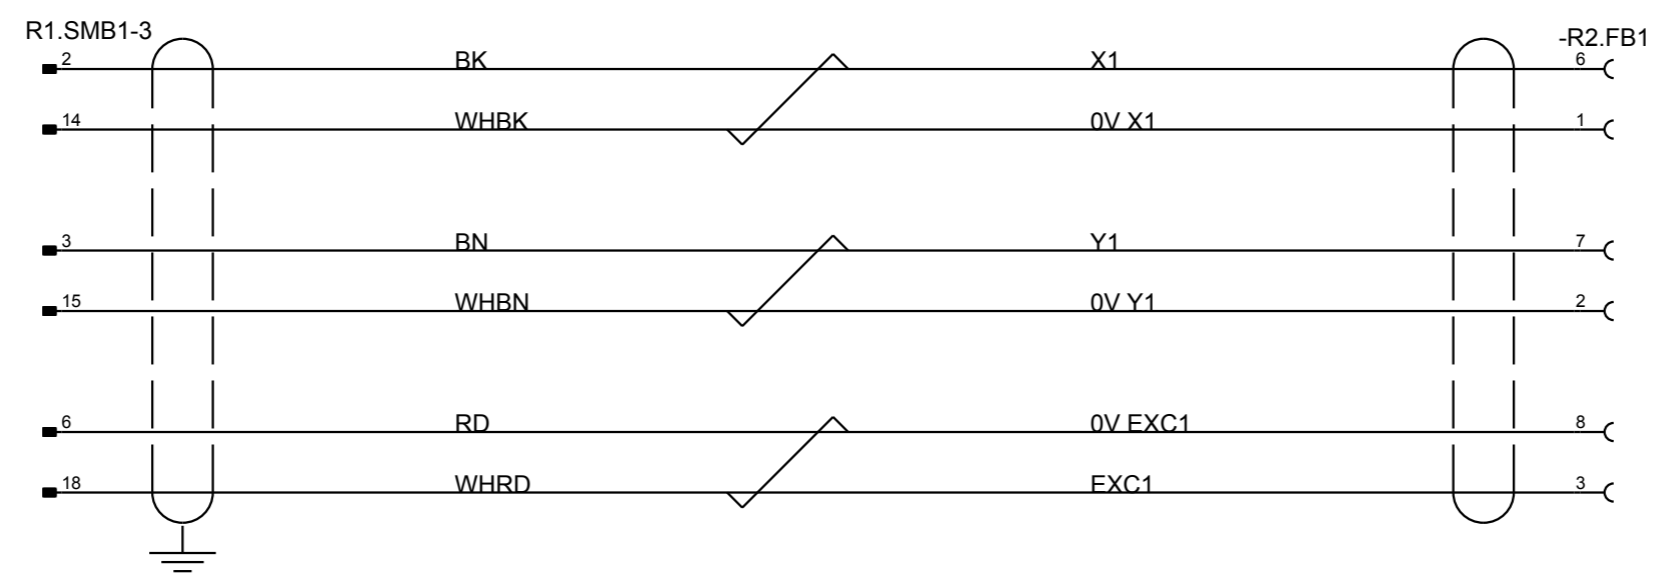 R1.SMB1-3 -R2.FB1
2 BK X1 6
14 WHBK 0V X1 1
3 BN Y1 7
15 WHBN 0V Y1 2
6 RD 0V EXC1 8
18 WHRD EXC1 3